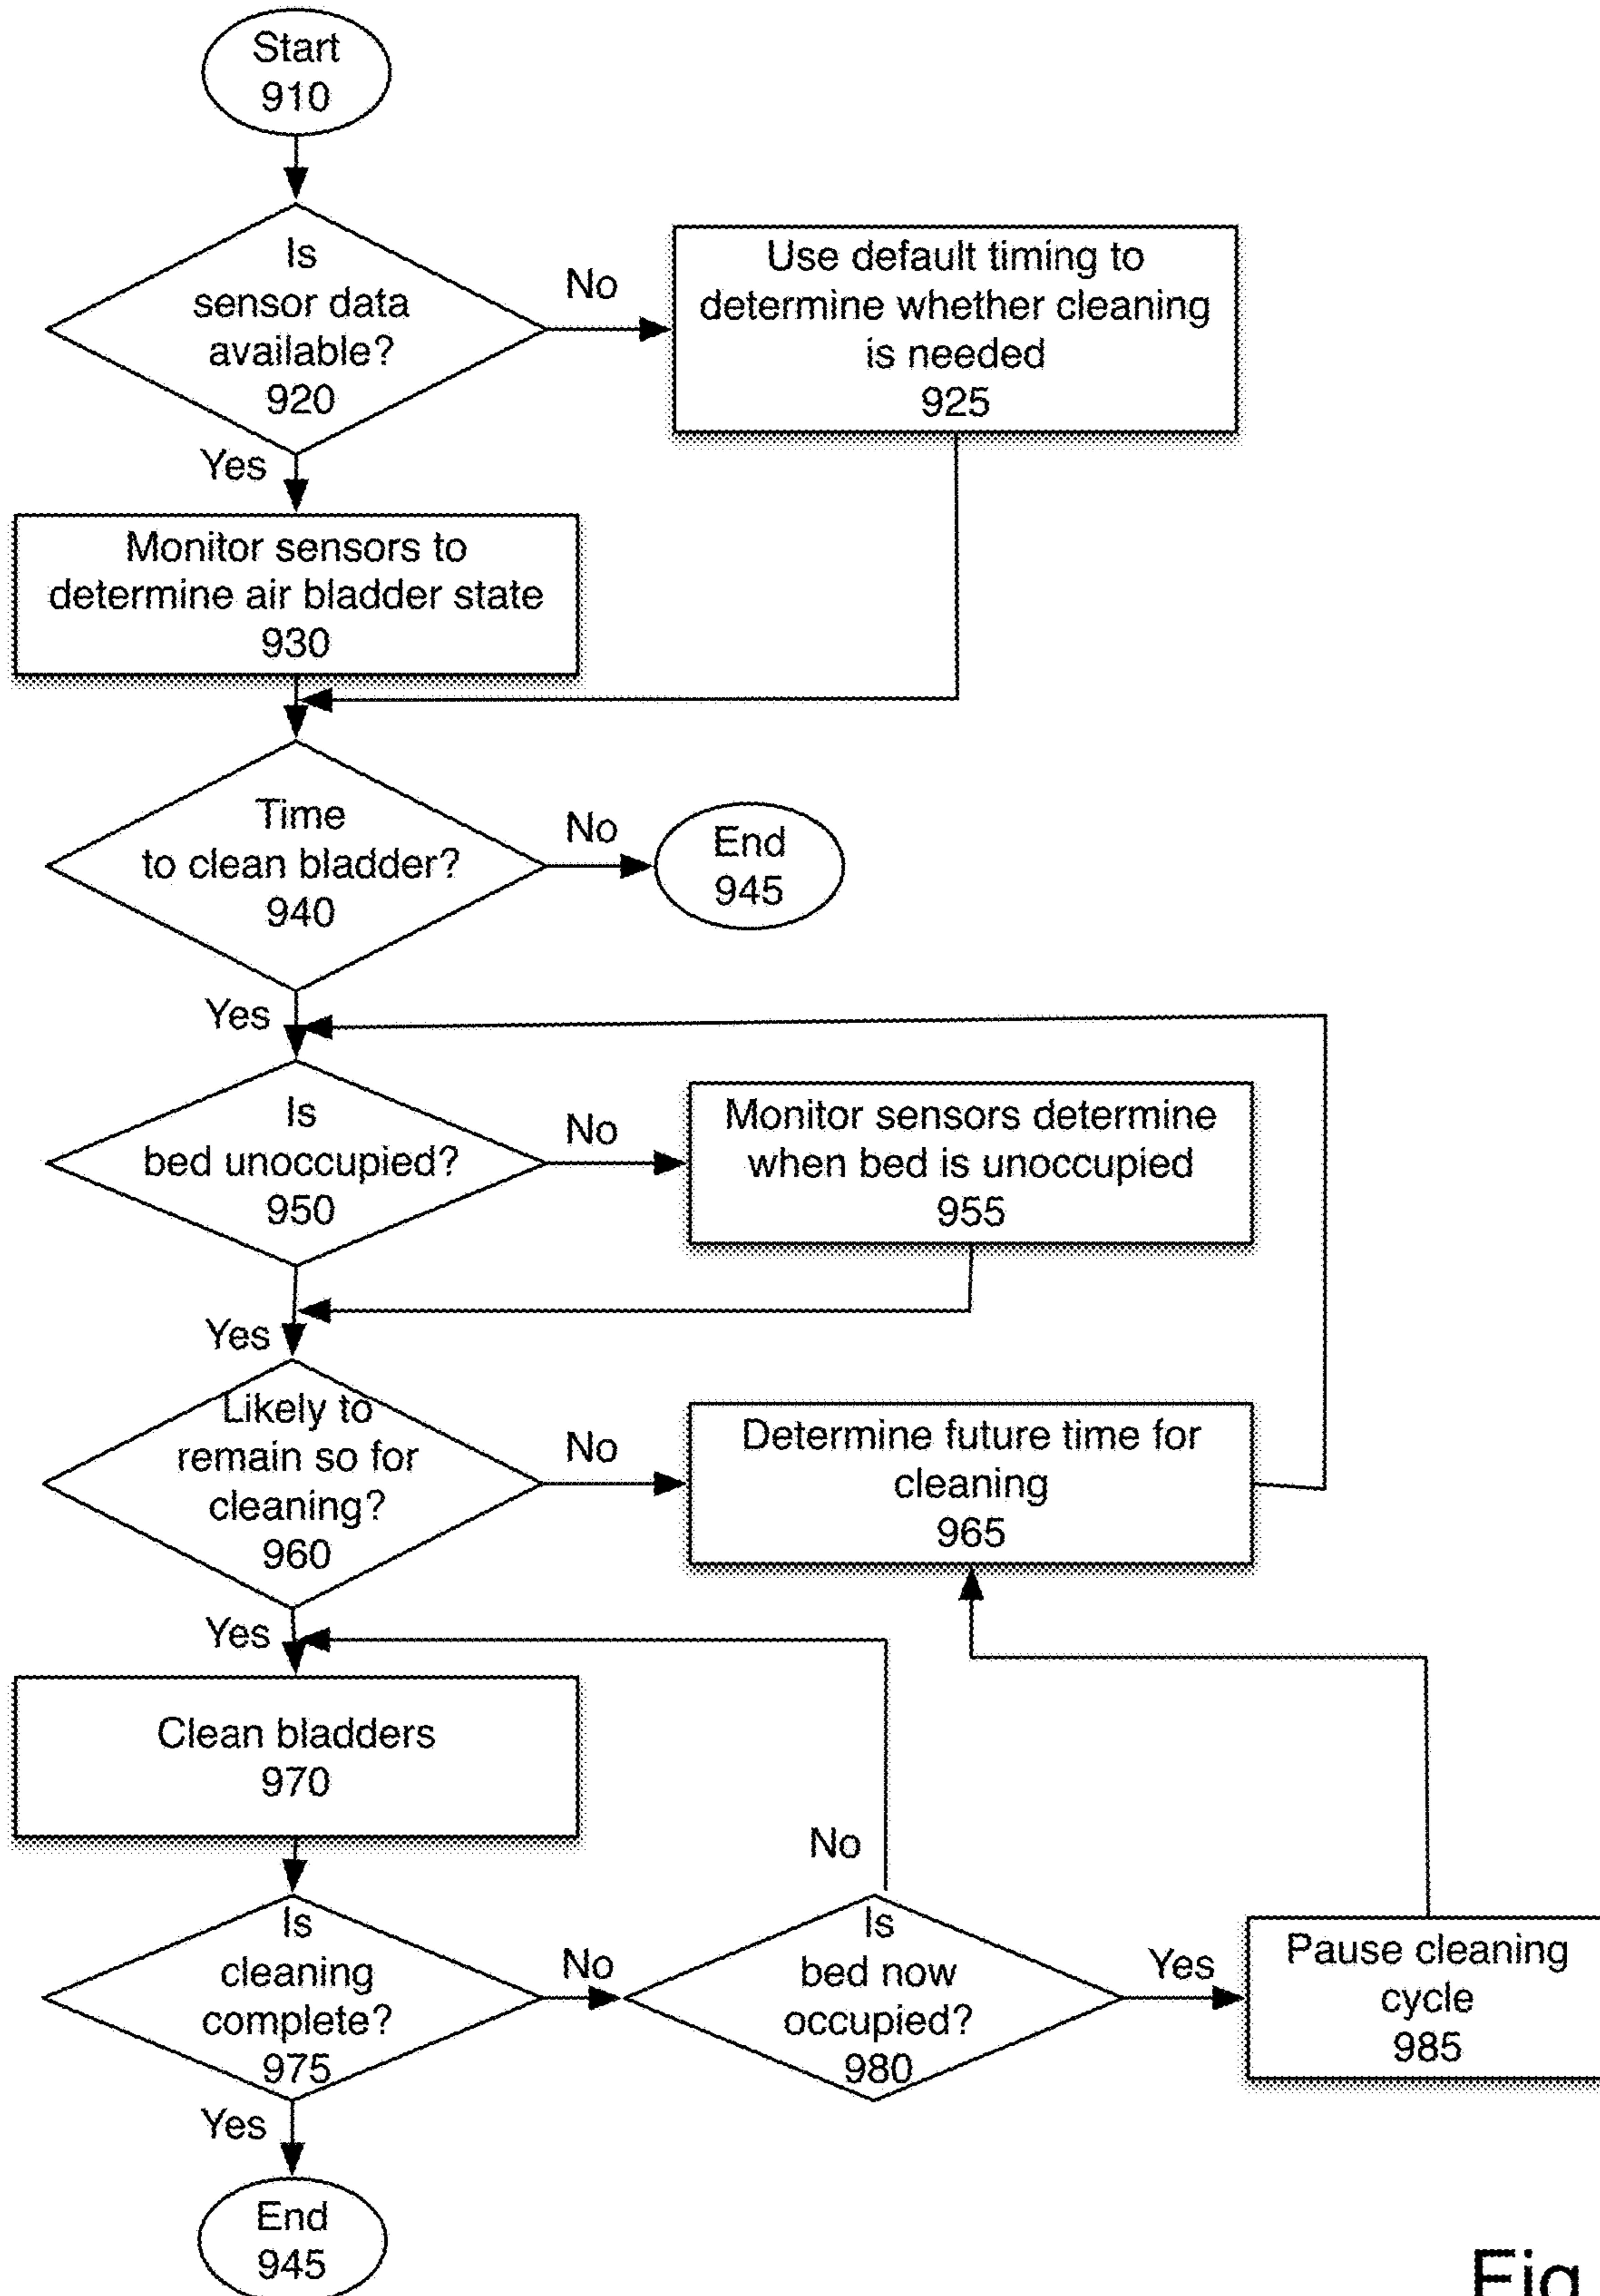 Start
910
Is
sensor data
available?
920
No
Use default timing to
determine whether cleaning
is needed
925
Yes
Monitor sensors to
determine air bladder state
930
Time
to clean bladder?
940
No
End
945
Yes
Is
bed unoccupied?
950
No
Monitor sensors determine
when bed is unoccupied
955
Yes
Likely to
remain so for
cleaning?
960
No
Determine future time for
cleaning
965
Yes
Clean bladders
970
No
Is
cleaning
complete?
975
No
Is
bed now
occupied?
980
Yes
Pause cleaning
cycle
985
Yes
End
945
Fig